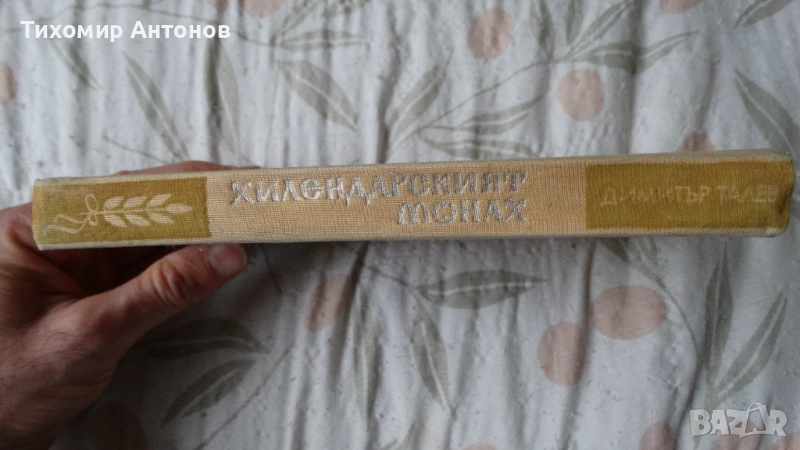 Тихомир Антонов
ХИЛЕНДАРСКИЯТ
МОНАХ
ДИМИТЪР ТАЛЕВ
BAZAR